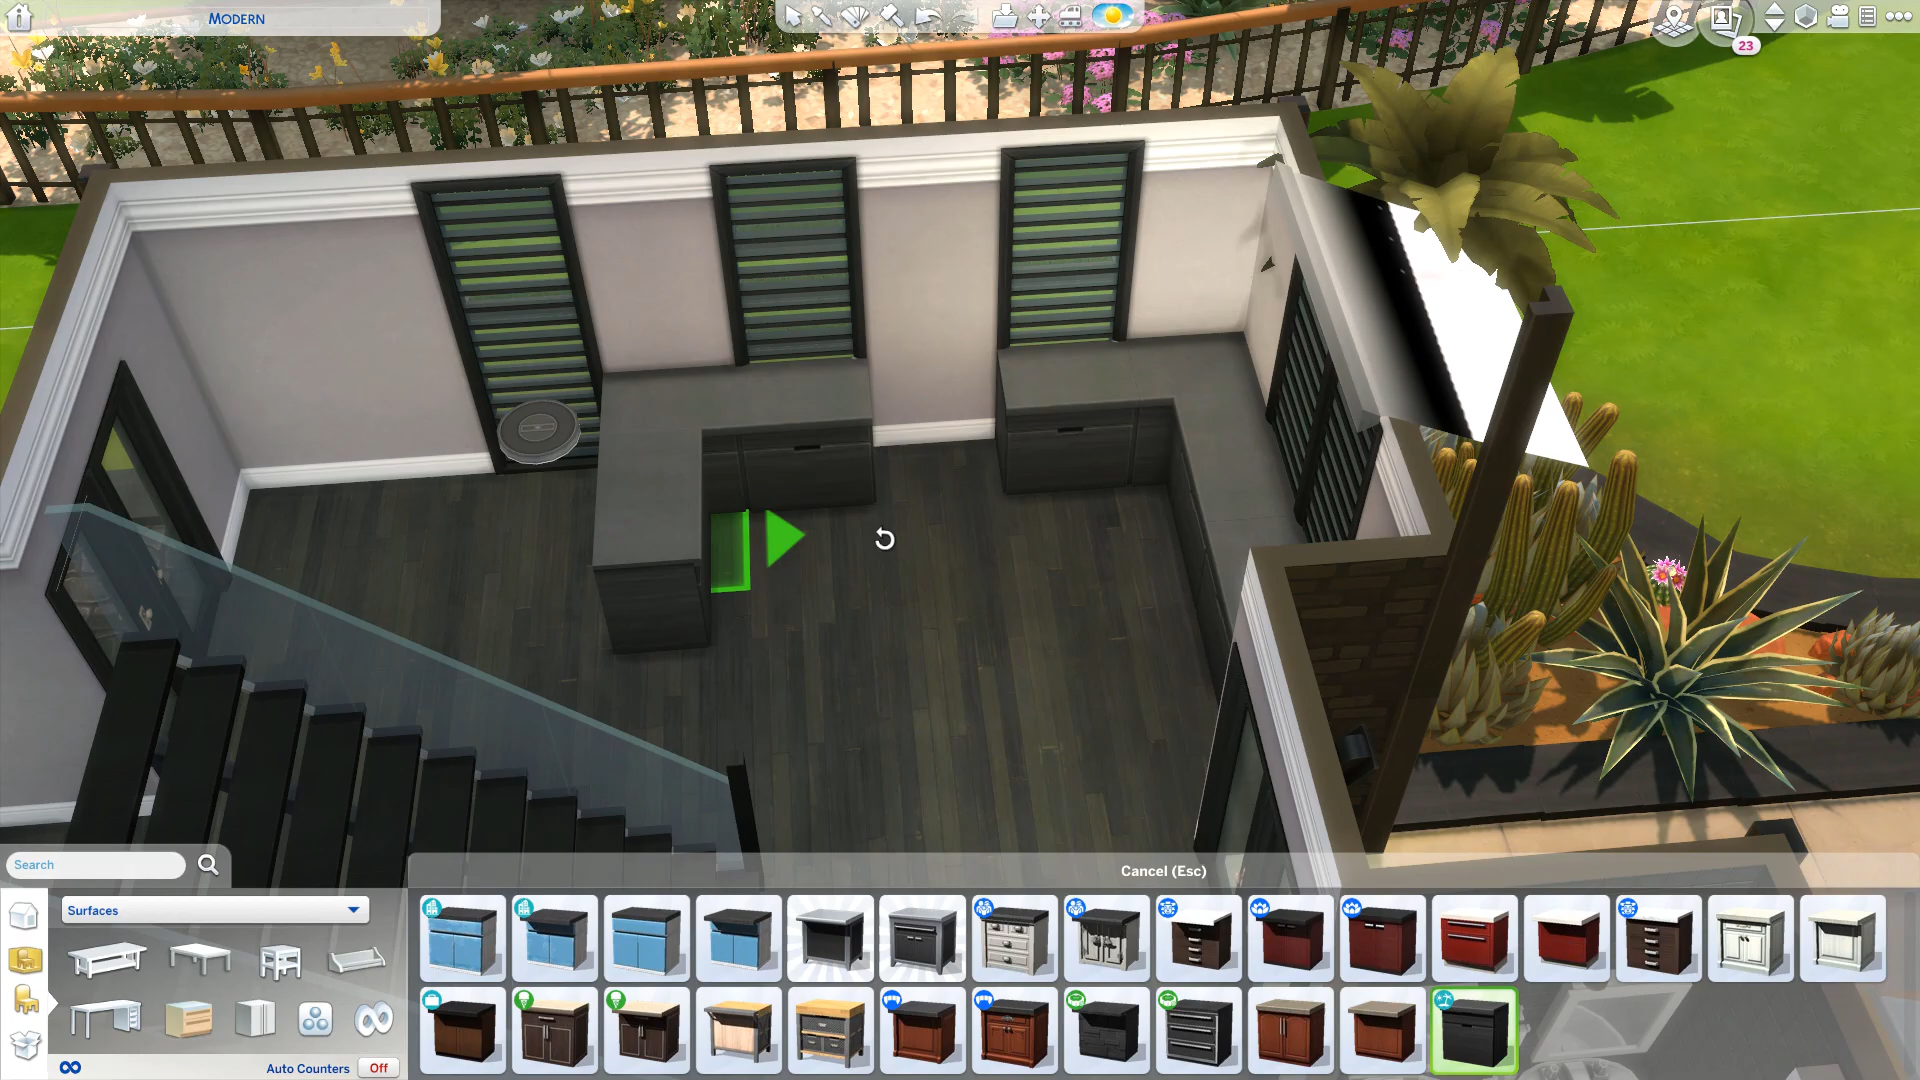 Modern
23
Cancel (Esc)
Search
Surfaces
Auto Counters
Off